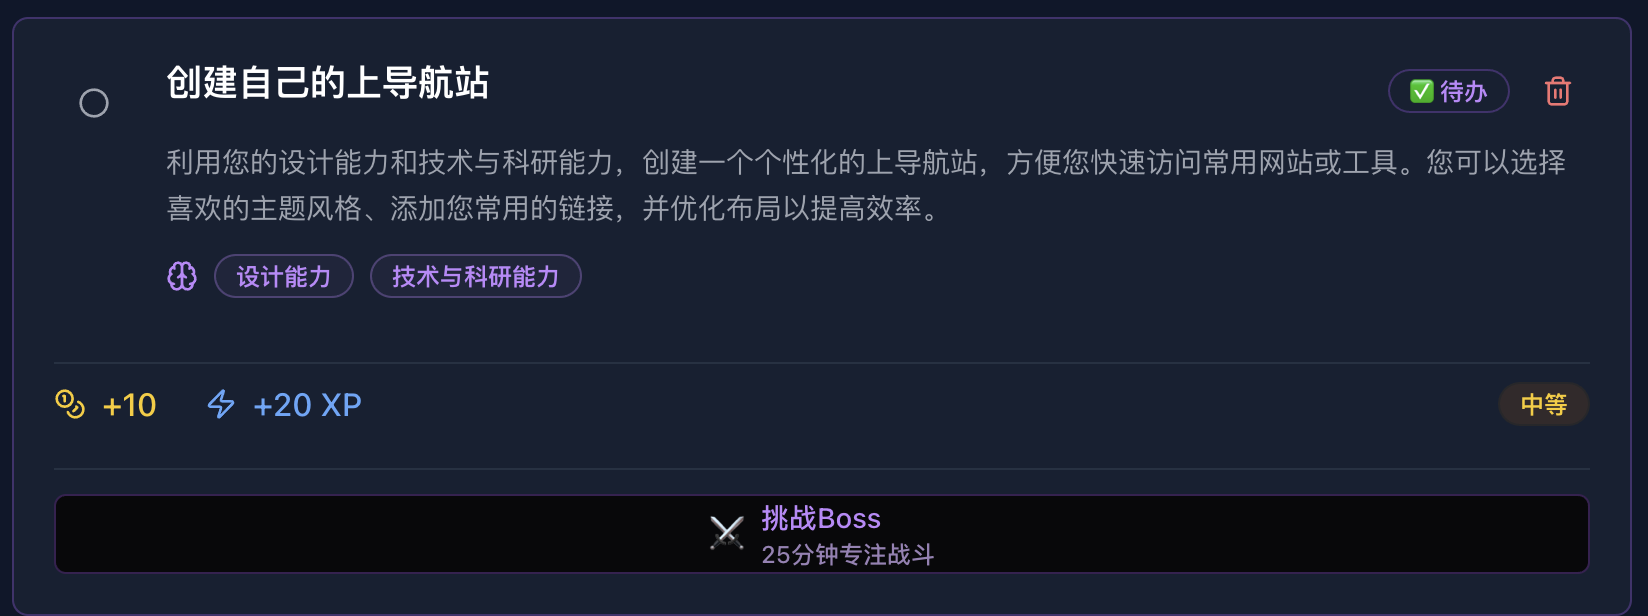 创建自己的上导航站
✅ 待办
利用您的设计能力和技术与科研能力，创建一个个性化的上导航站，方便您快速访问常用网站或工具。您可以选择
喜欢的主题风格、添加您常用的链接，并优化布局以提高效率。
设计能力
技术与科研能力
+10
+20 XP
中等
挑战Boss
25分钟专注战斗